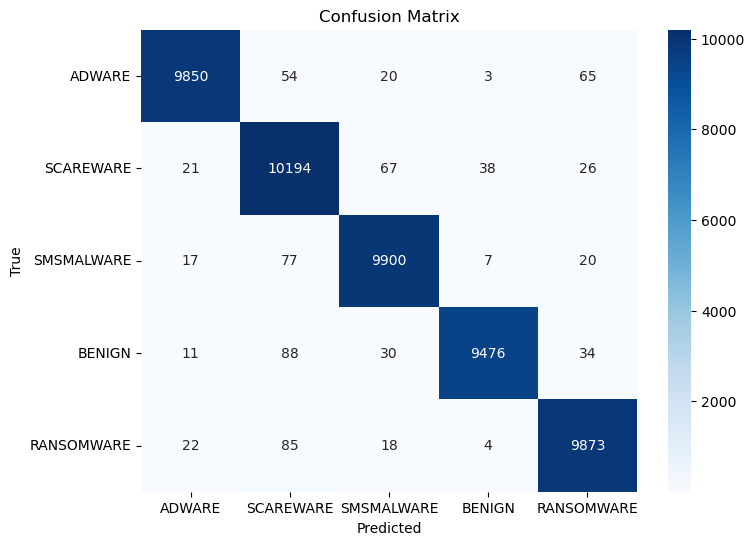 Confusion Matrix
ADWARE 9850 54 20 3 65
SCAREWARE 21 10194 67 38 26
SMSMALWARE 17 77 9900 7 20
BENIGN 11 88 30 9476 34
RANSOMWARE 22 85 18 4 9873
ADWARE SCAREWARE SMSMALWARE BENIGN RANSOMWARE
Predicted
True
10000
8000
6000
4000
2000